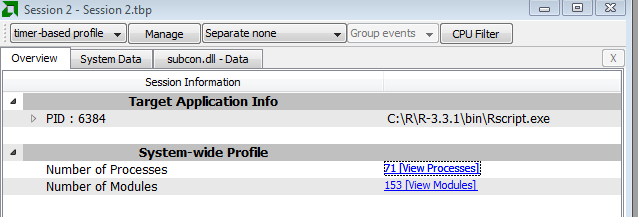 Session 2 - Session 2.tbp
timer-based profile Manage Separate none Group events CPU Filter
Overview System Data subcon.dll - Data X
Session Information
Target Application Info
PID : 6384 C:\R\R-3.3.1\bin\Rscript.exe
System-wide Profile
Number of Processes 71 [View Processes]
Number of Modules 153 [View Modules]